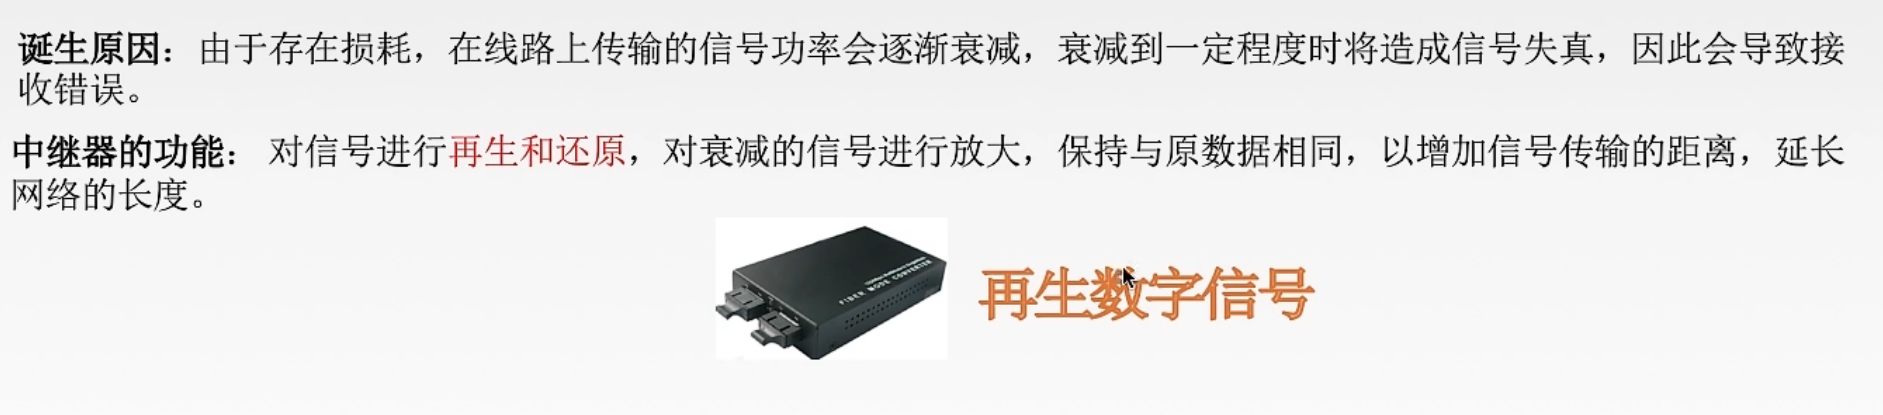 诞生原因：由于存在损耗，在线路上传输的信号功率会逐渐衰减，衰减到一定程度时将造成信号失真，因此会导致接
收错误。
中继器的功能： 对信号进行再生和还原，对衰减的信号进行放大，保持与原数据相同，以增加信号传输的距离，延长
网络的长度。
FIBER MODE CONVERTER
再生数字信号